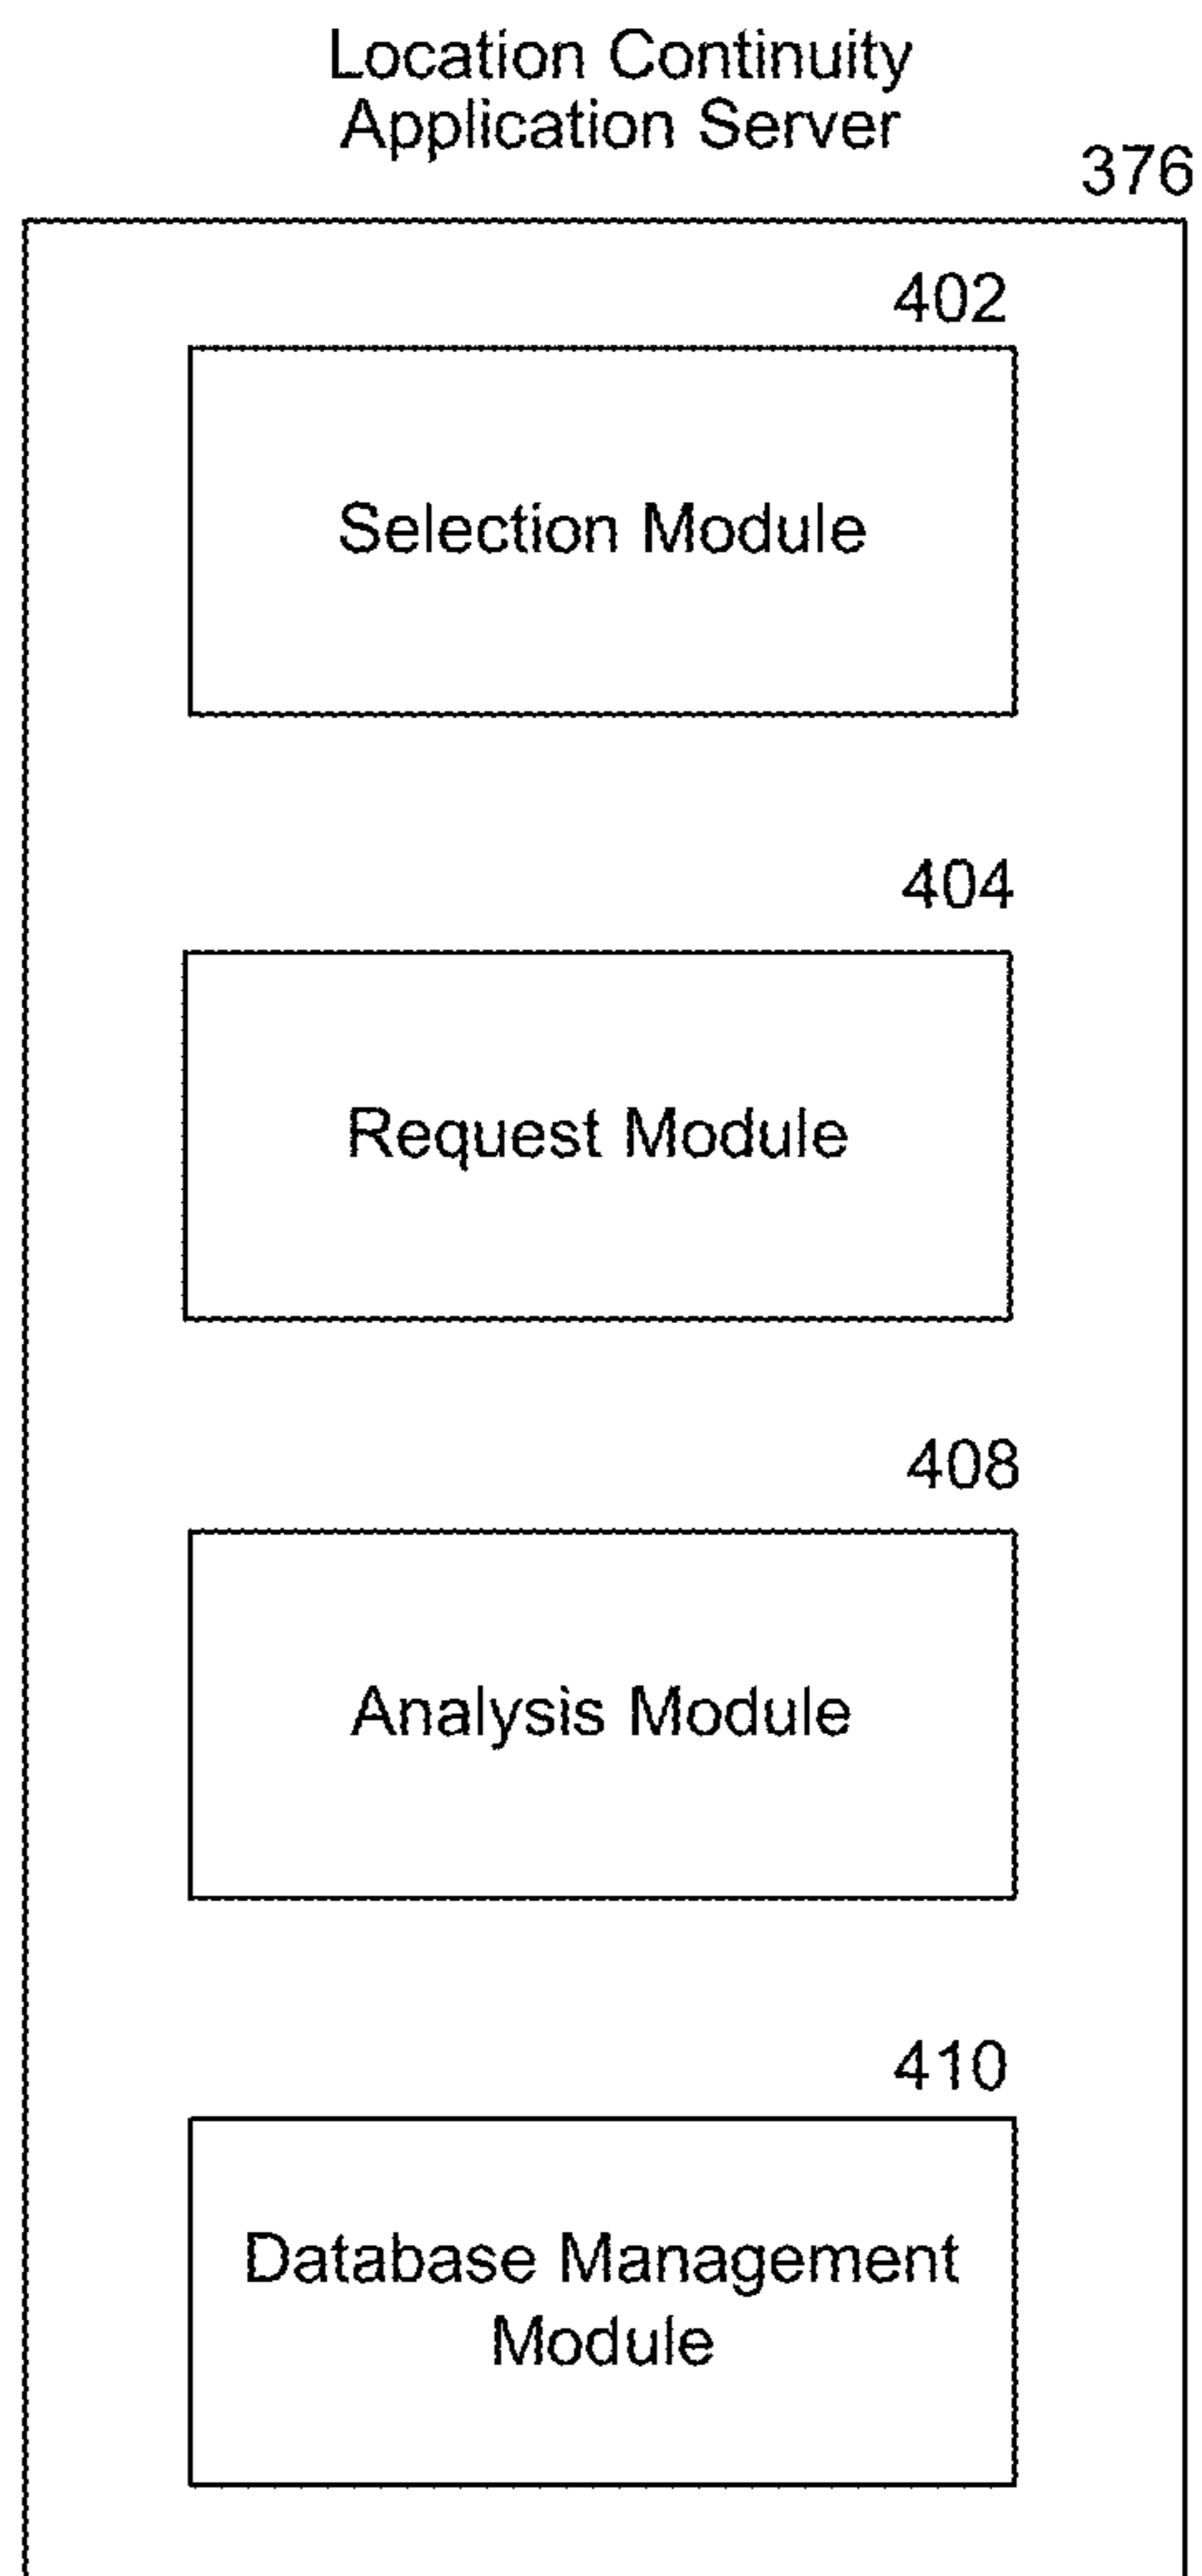 Location Continuity
Application Server
376
402
Selection Module
404
Request Module
408
Analysis Module
410
Database Management
Module